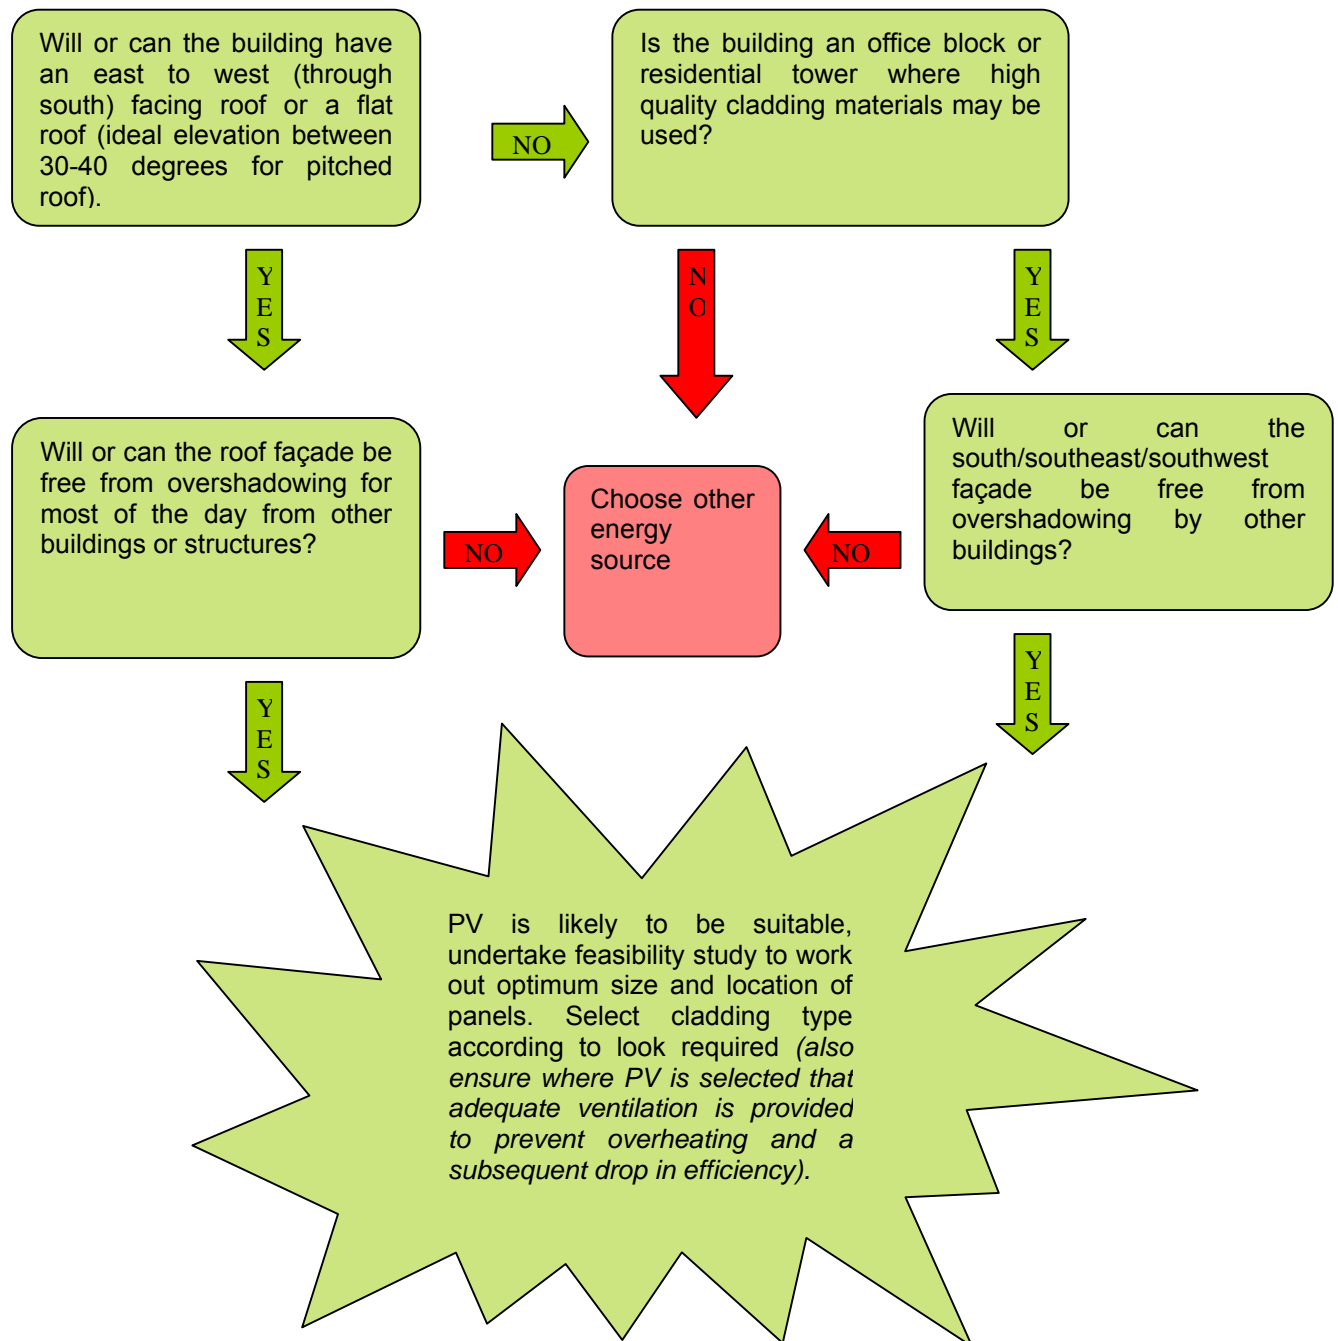 Will or can the building have
an east to west (through
south) facing roof or a flat
roof (ideal elevation between
30-40 degrees for pitched
roof).
NO
Is the building an office block or
residential tower where high
quality cladding materials may be
used?
Y
E
S
N
O
Y
E
S
Will or can the roof façade be
free from overshadowing for
most of the day from other
buildings or structures?
NO
Choose other
energy
source
NO
Will or can the
south/southeast/southwest
façade be free from
overshadowing by other
buildings?
Y
E
S
Y
E
S
PV is likely to be suitable,
undertake feasibility study to work
out optimum size and location of
panels. Select cladding type
according to look required (also
ensure where PV is selected that
adequate ventilation is provided
to prevent overheating and a
subsequent drop in efficiency).